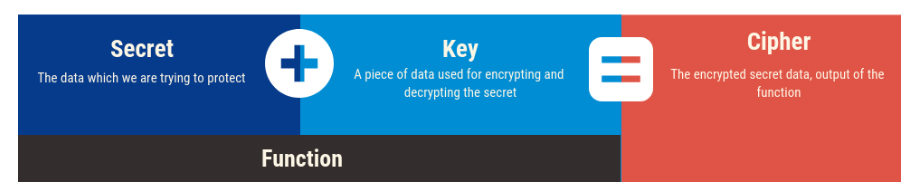 Secret
The data which we are trying to protect
Key
A piece of data used for encrypting and
decrypting the secret
Cipher
The encrypted secret data, output of the
function
Function